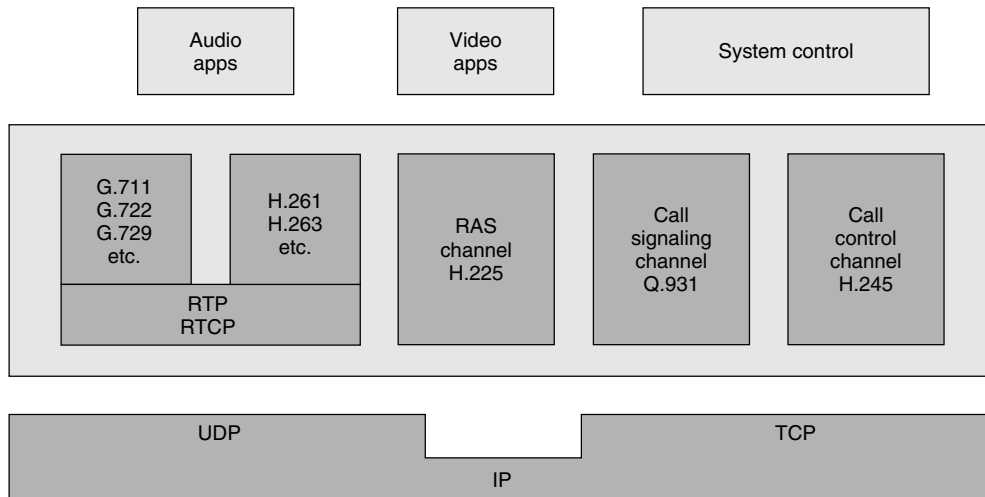 Audio
apps
Video
apps
System control
G.711
G.722
G.729
etc.
H.261
H.263
etc.
RTP
RTCP
RAS
channel
H.225
Call
signaling
channel
Q.931
Call
control
channel
H.245
UDP
TCP
IP